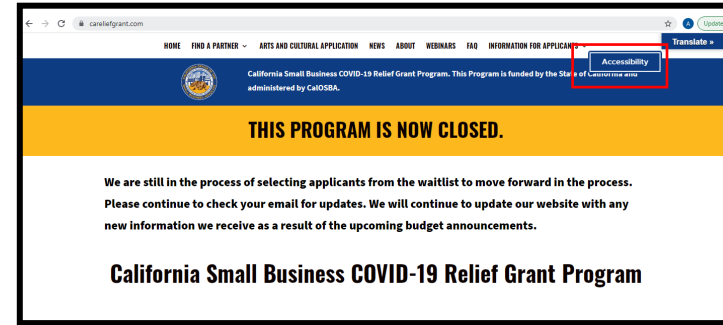 careliefgrant.com
A
Update
HOME FIND A PARTNER ARTS AND CULTURAL APPLICATION NEWS ABOUT WEBINARS FAQ INFORMATION FOR APPLICANTS
Translate »
Accessibility
California Small Business COVID-19 Relief Grant Program. This Program is funded by the State of California and
administered by CalOSBA.
THIS PROGRAM IS NOW CLOSED.
We are still in the process of selecting applicants from the waitlist to move forward in the process.
Please continue to check your email for updates. We will continue to update our website with any
new information we receive as a result of the upcoming budget announcements.
California Small Business COVID-19 Relief Grant Program